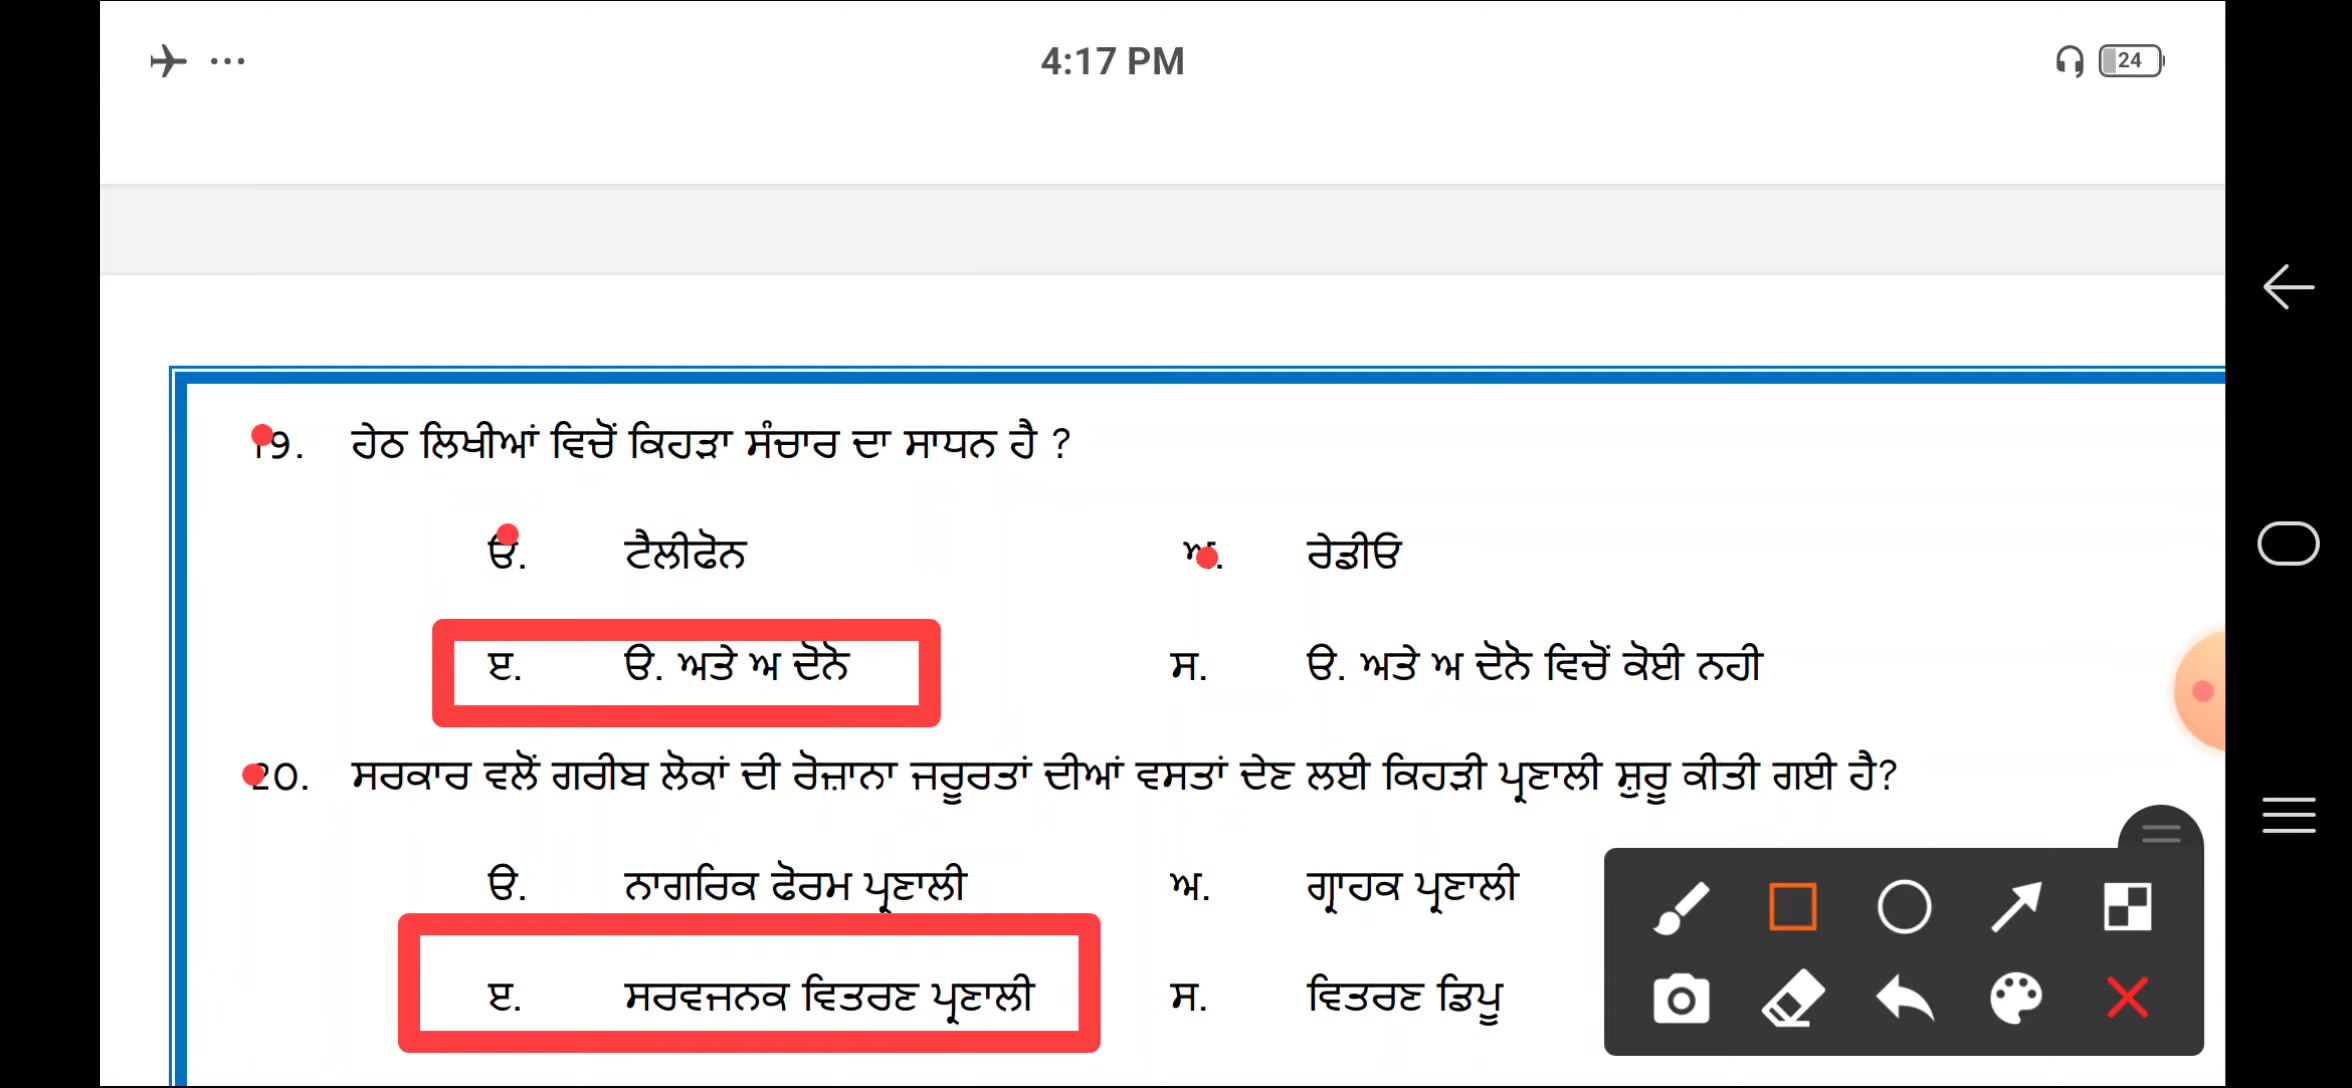 4:17 PM
24
19. ਹੇਠ ਲਿਖੀਆਂ ਵਿਚੋਂ ਕਿਹੜਾ ਸੰਚਾਰ ਦਾ ਸਾਧਨ ਹੈ ?
ੳ. ਟੈਲੀਫੋਨ ਅ. ਰੇਡੀਓ
ੲ. ੳ. ਅਤੇ ਅ ਦੋਨੋ ਸ. ੳ. ਅਤੇ ਅ ਦੋਨੋ ਵਿਚੋਂ ਕੋਈ ਨਹੀ
20. ਸਰਕਾਰ ਵਲੋਂ ਗਰੀਬ ਲੋਕਾਂ ਦੀ ਰੋਜ਼ਾਨਾ ਜਰੂਰਤਾਂ ਦੀਆਂ ਵਸਤਾਂ ਦੇਣ ਲਈ ਕਿਹੜੀ ਪ੍ਰਣਾਲੀ ਸ਼ੁਰੂ ਕੀਤੀ ਗਈ ਹੈ?
ੳ. ਨਾਗਰਿਕ ਫੋਰਮ ਪ੍ਰਣਾਲੀ ਅ. ਗ੍ਰਾਹਕ ਪ੍ਰਣਾਲੀ
ੲ. ਸਰਵਜਨਕ ਵਿਤਰਣ ਪ੍ਰਣਾਲੀ ਸ. ਵਿਤਰਣ ਡਿਪੂ